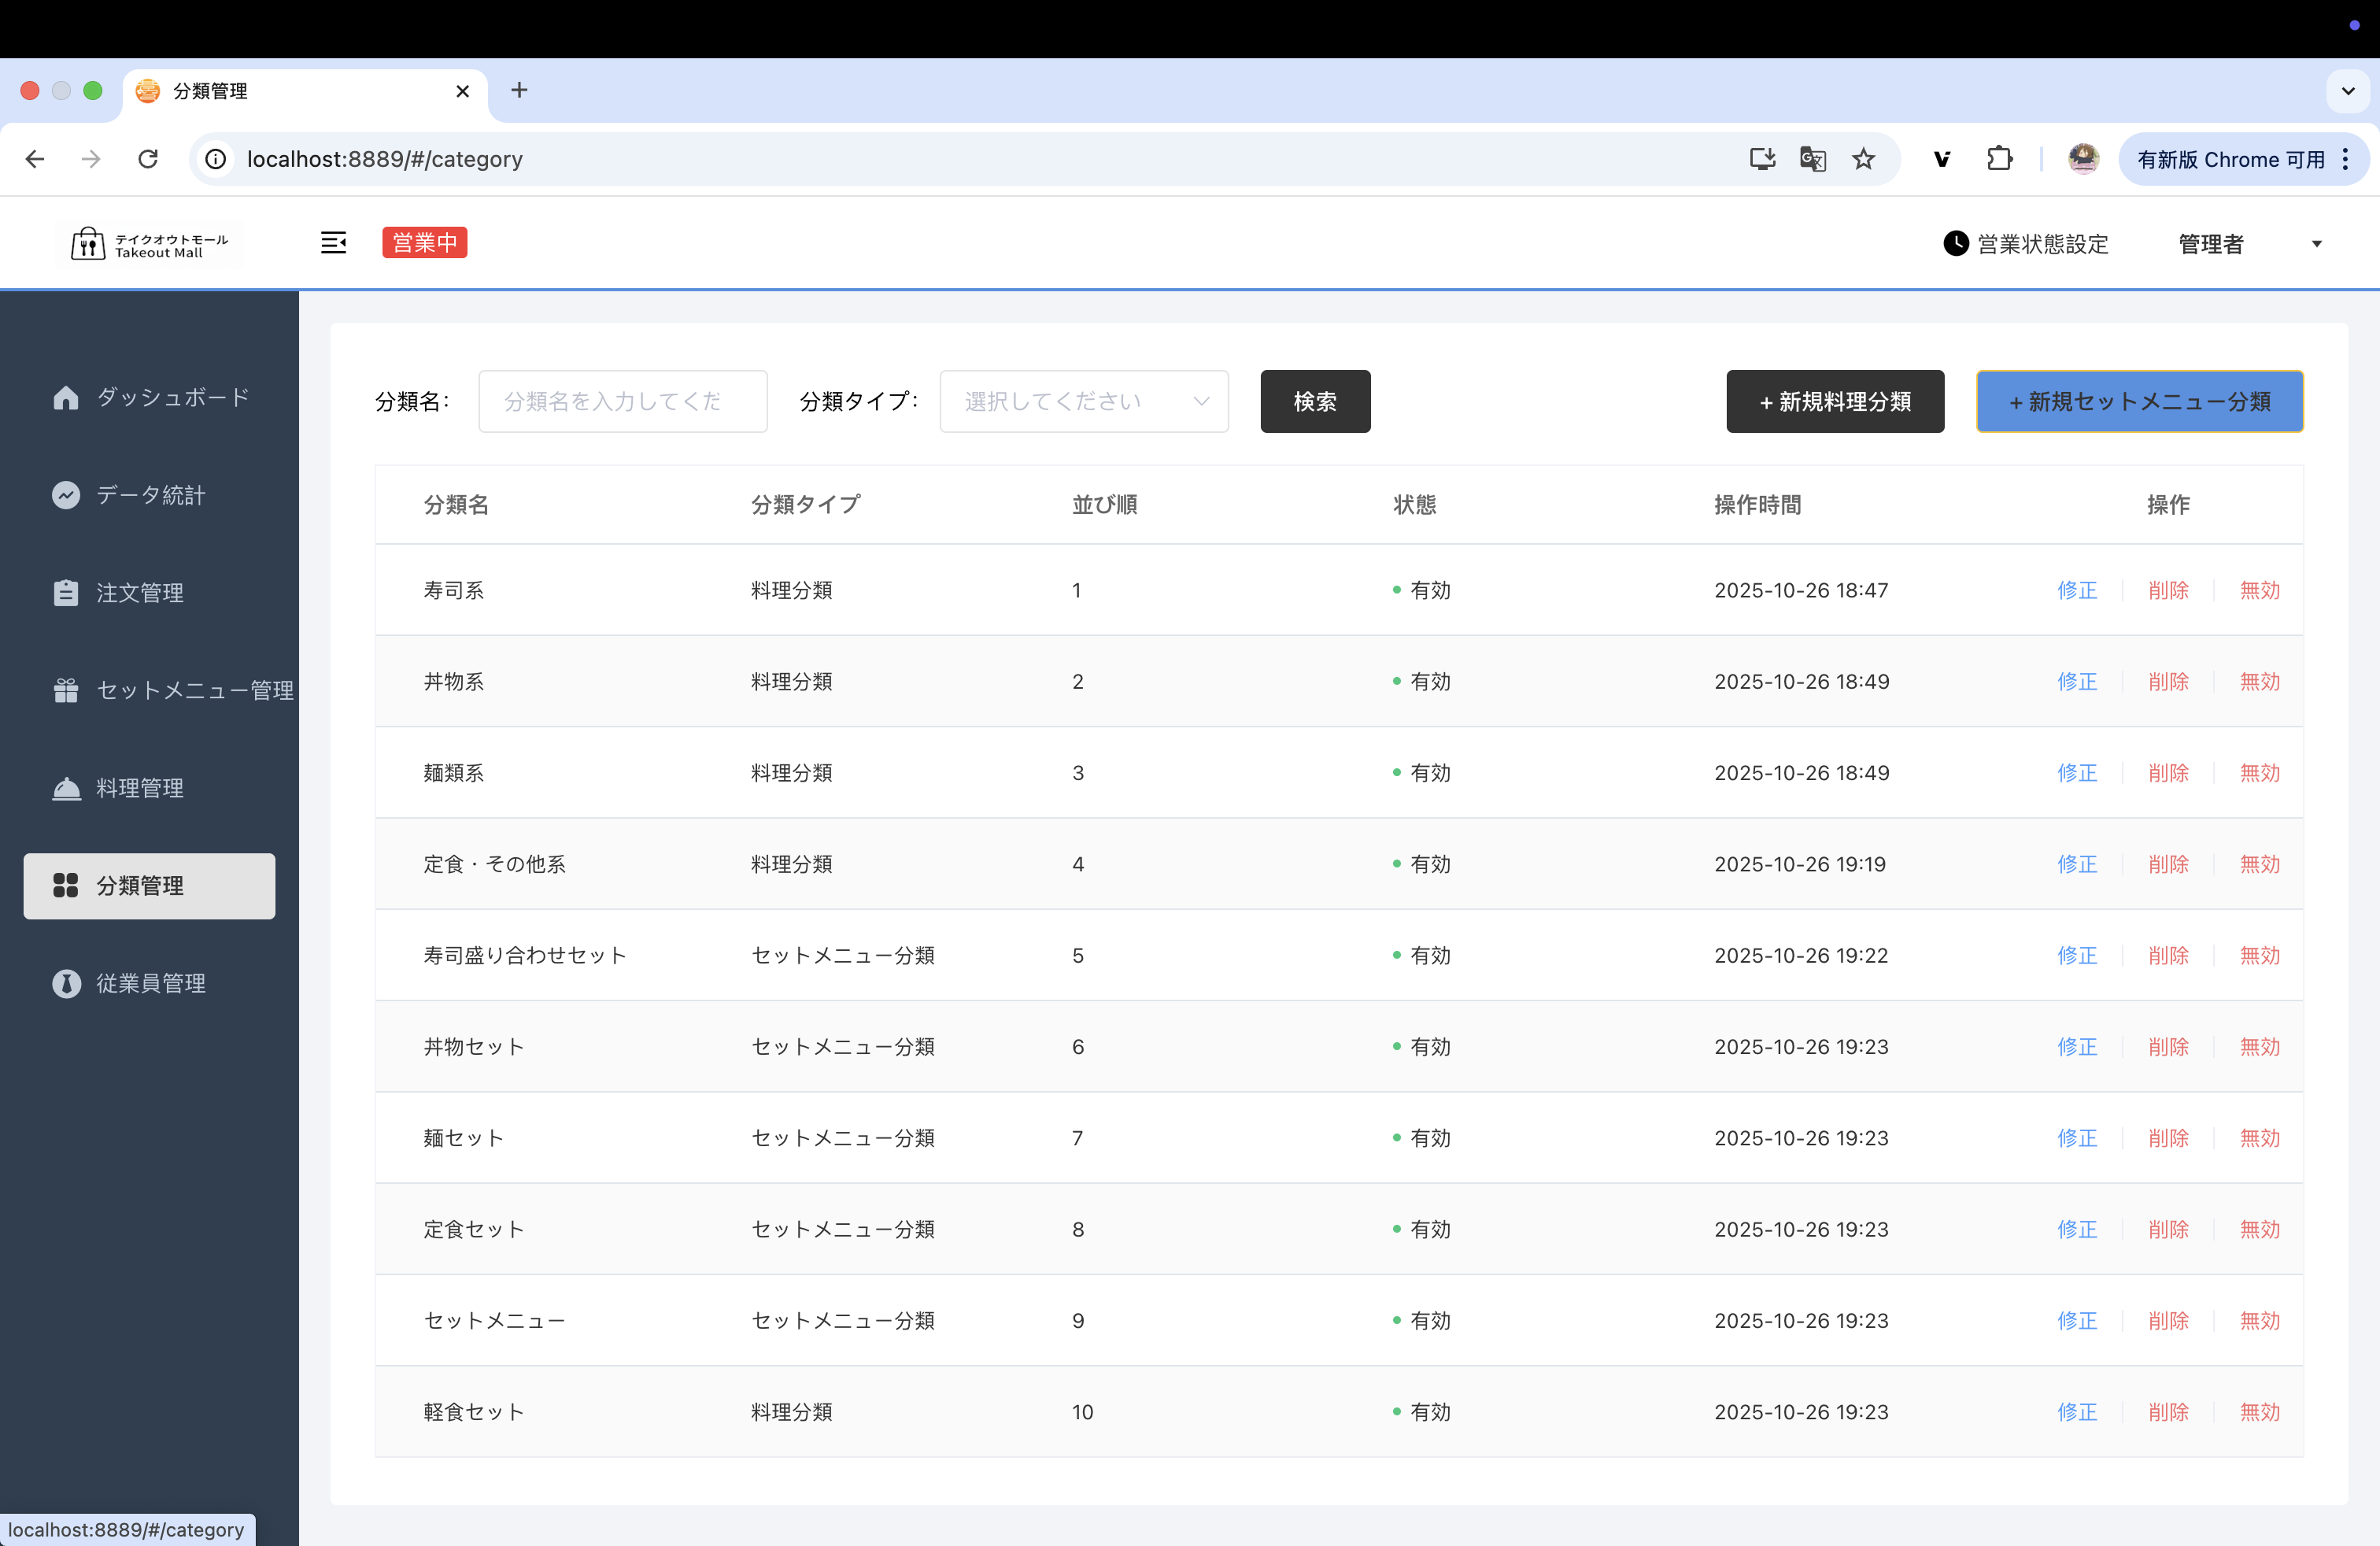 分類管理
localhost:8889/#/category
有新版 Chrome 可用
テイクオウトモール
Takeout Mall
営業中
営業状態設定
管理者
ダッシュボード
データ統計
注文管理
セットメニュー管理
料理管理
分類管理
従業員管理
分類名:
分類名を入力してくだ
分類タイプ:
選択してください
検索
+ 新規料理分類
+ 新規セットメニュー分類
分類名 分類タイプ 並び順 状態 操作時間 操作
寿司系 料理分類 1 有効 2025-10-26 18:47 修正 削除 無効
丼物系 料理分類 2 有効 2025-10-26 18:49 修正 削除 無効
麺類系 料理分類 3 有効 2025-10-26 18:49 修正 削除 無効
定食・その他系 料理分類 4 有効 2025-10-26 19:19 修正 削除 無効
寿司盛り合わせセット セットメニュー分類 5 有効 2025-10-26 19:22 修正 削除 無効
丼物セット セットメニュー分類 6 有効 2025-10-26 19:23 修正 削除 無効
麺セット セットメニュー分類 7 有効 2025-10-26 19:23 修正 削除 無効
定食セット セットメニュー分類 8 有効 2025-10-26 19:23 修正 削除 無効
セットメニュー セットメニュー分類 9 有効 2025-10-26 19:23 修正 削除 無効
軽食セット 料理分類 10 有効 2025-10-26 19:23 修正 削除 無効
localhost:8889/#/category